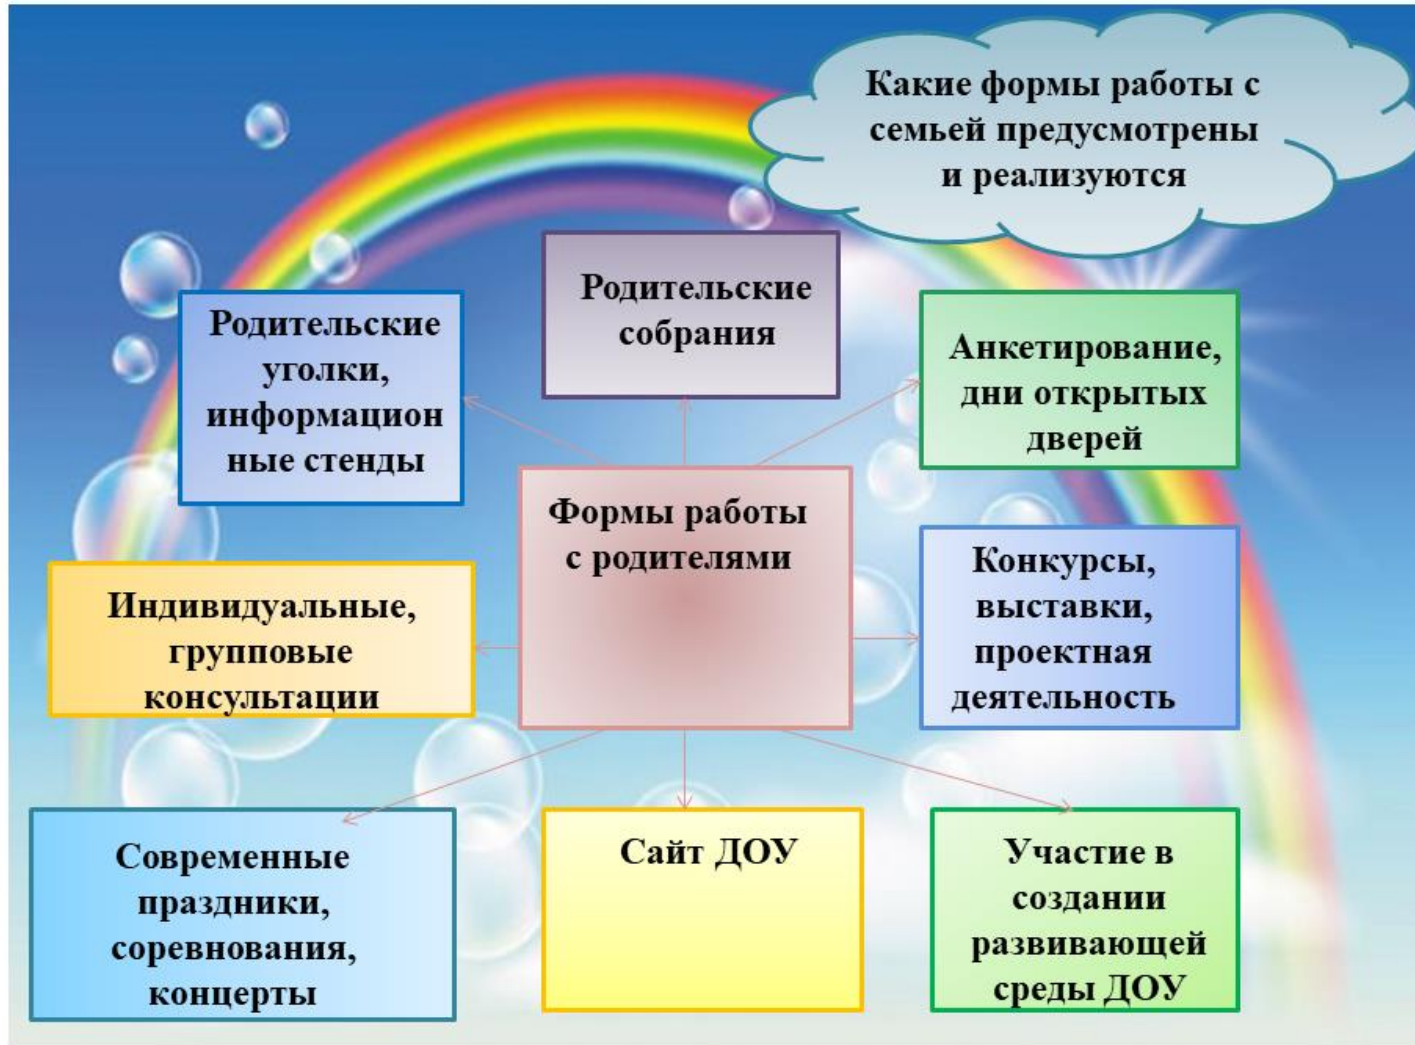 Какие формы работы с
семьей предусмотрены
и реализуются
Родительские
собрания
Родительские
уголки,
информацион
ные стенды
Анкетирование,
дни открытых
дверей
Формы работы
с родителями
Индивидуальные,
групповые
консультации
Конкурсы,
выставки,
проектная
деятельность
Современные
праздники,
соревнования,
концерты
Сайт ДОУ
Участие в
создании
развивающей
среды ДОУ